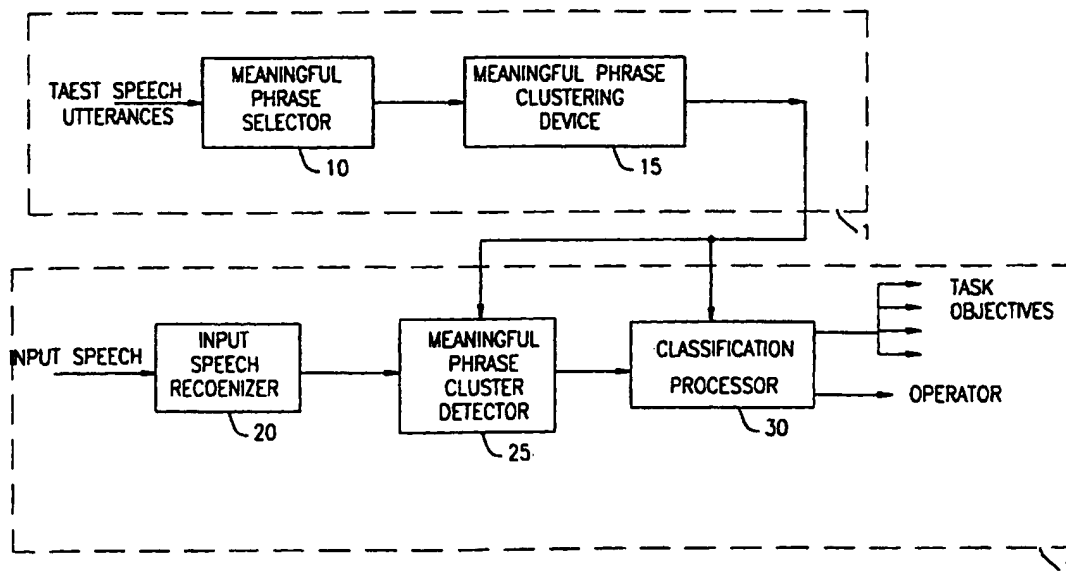 TAEST SPEECH
UTTERANCES
MEANINGFUL
PHRASE
SELECTOR
10
MEANINGFUL PHRASE
CLUSTERING
DEVICE
15
1
INPUT SPEECH
INPUT
SPEECH
RECOENIZER
20
MEANINGFUL
PHRASE
CLUSTER
DETECTOR
25
CLASSIFICATION
PROCESSOR
30
TASK
OBJECTIVES
OPERATOR